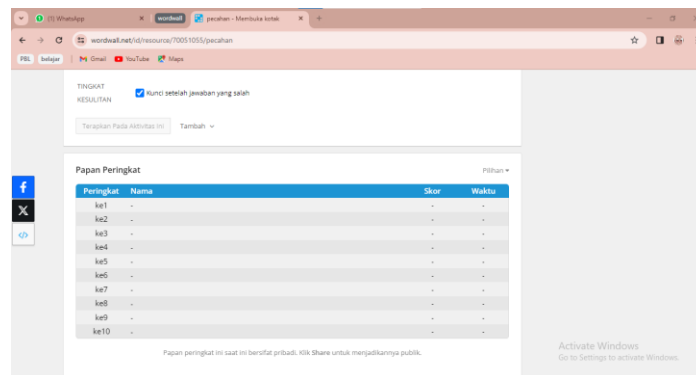 (1) WhatsApp
wordwall
pecahan - Membuka kotak
wordwall.net/id/resource/70051055/pecahan
PBL belajar Gmail YouTube Maps
TINGKAT
KESULITAN
Kunci setelah jawaban yang salah
Terapkan Pada Aktivitas Ini Tambah
Papan Peringkat Pilihan
Peringkat Nama Skor Waktu
ke1 - - -
ke2 - - -
ke3 - - -
ke4 - - -
ke5 - - -
ke6 - - -
ke7 - - -
ke8 - - -
ke9 - - -
ke10 - - -
Papan peringkat ini saat ini bersifat pribadi. Klik Share untuk menjadikannya publik.
Activate Windows
Go to Settings to activate Windows.